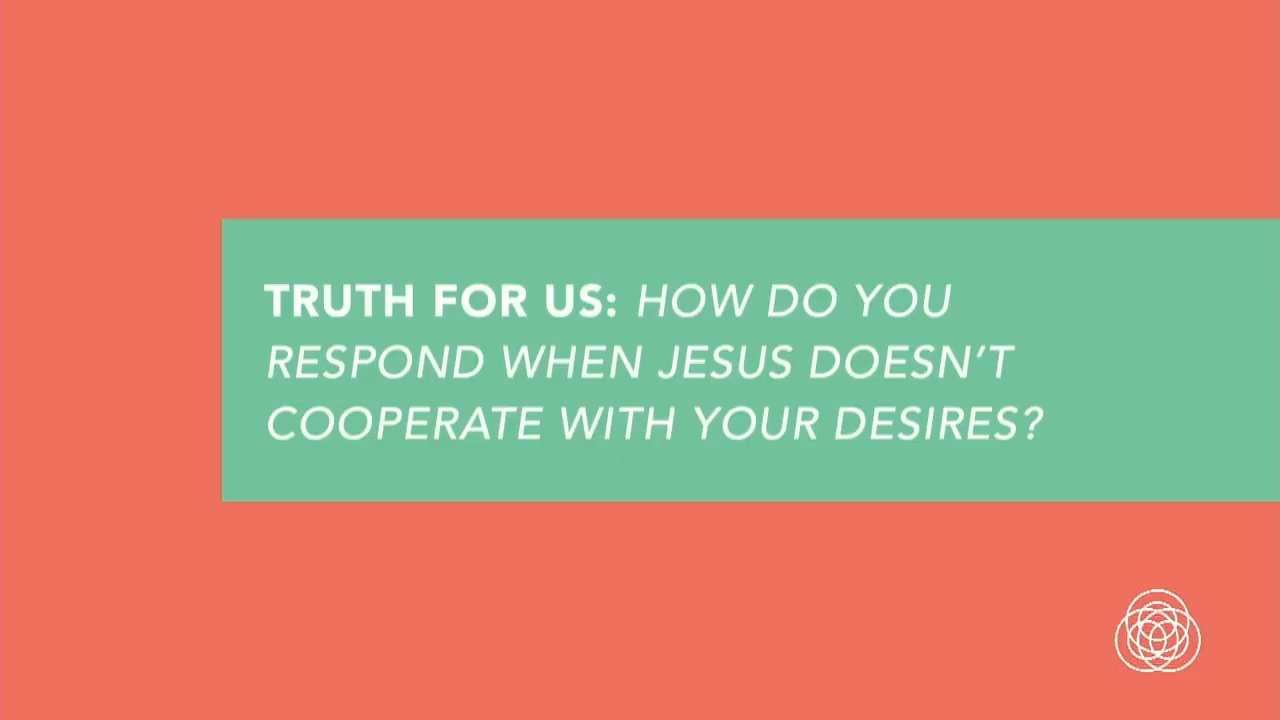 TRUTH FOR US: HOW DO YOU
RESPOND WHEN JESUS DOESN’T
COOPERATE WITH YOUR DESIRES?